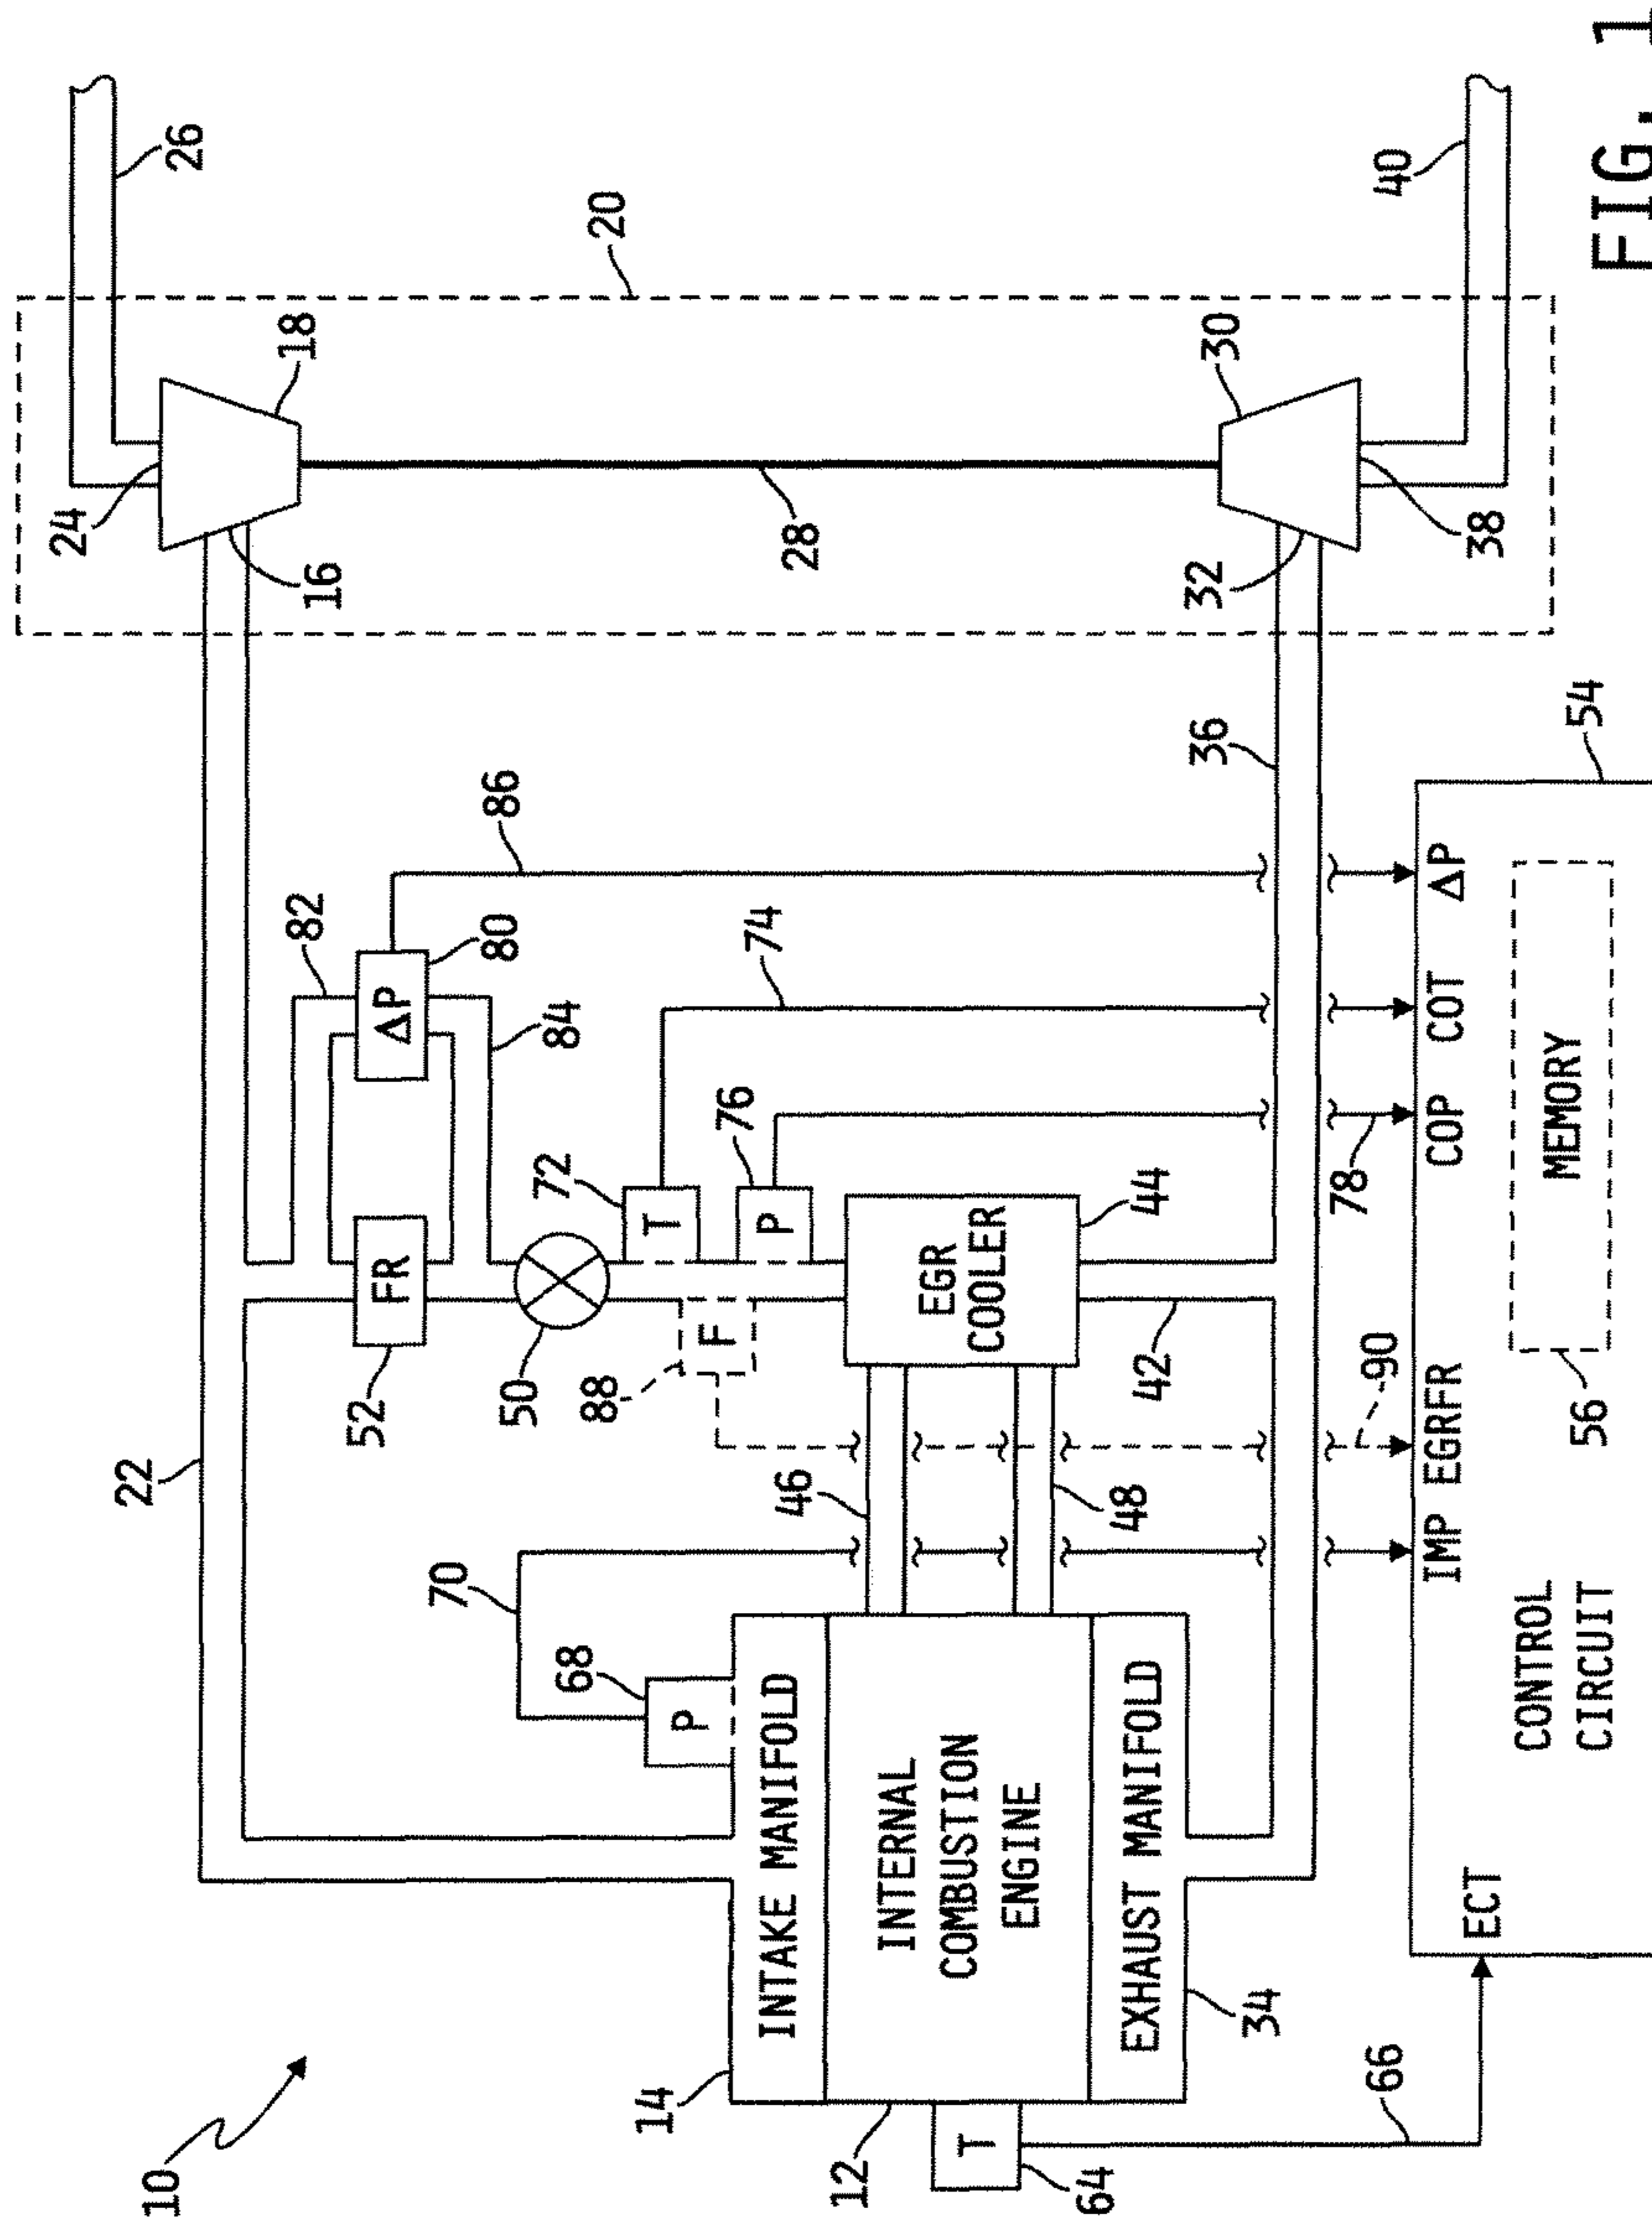 10
22
26
24
18
16
20
82
FR
ΔP
52
80
86
84
28
50
72
T
74
88
F
76
P
70
68
P
14
INTAKE MANIFOLD
46
EGR
COOLER
44
12
INTERNAL
COMBUSTION
ENGINE
48
T
64
EXHAUST MANIFOLD
34
42
36
32
30
38
40
66
78
90
ECT
IMP
EGRFR
COP
COT
ΔP
54
CONTROL
CIRCUIT
56
MEMORY
FIG. 1